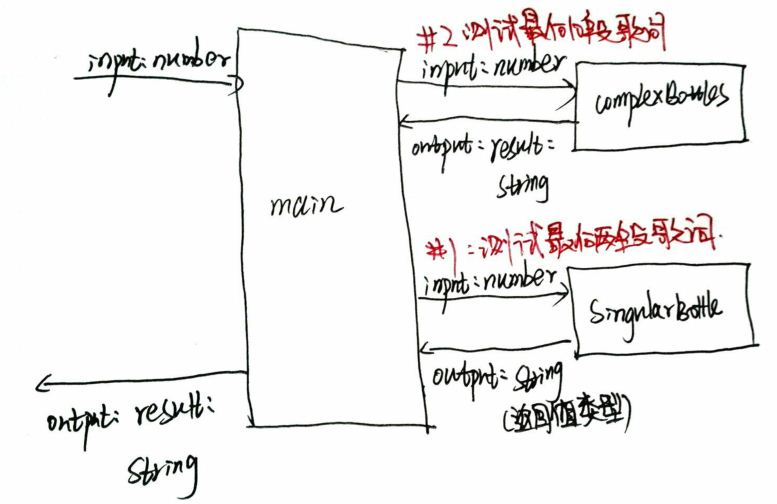 #2 测试最后1段歌词
input: number
input: number
complexBottles
output: result:
string
main
#1: 测试最后两段歌词.
input: number
SingularBottle
output: string
(返回值类型)
output: result:
String